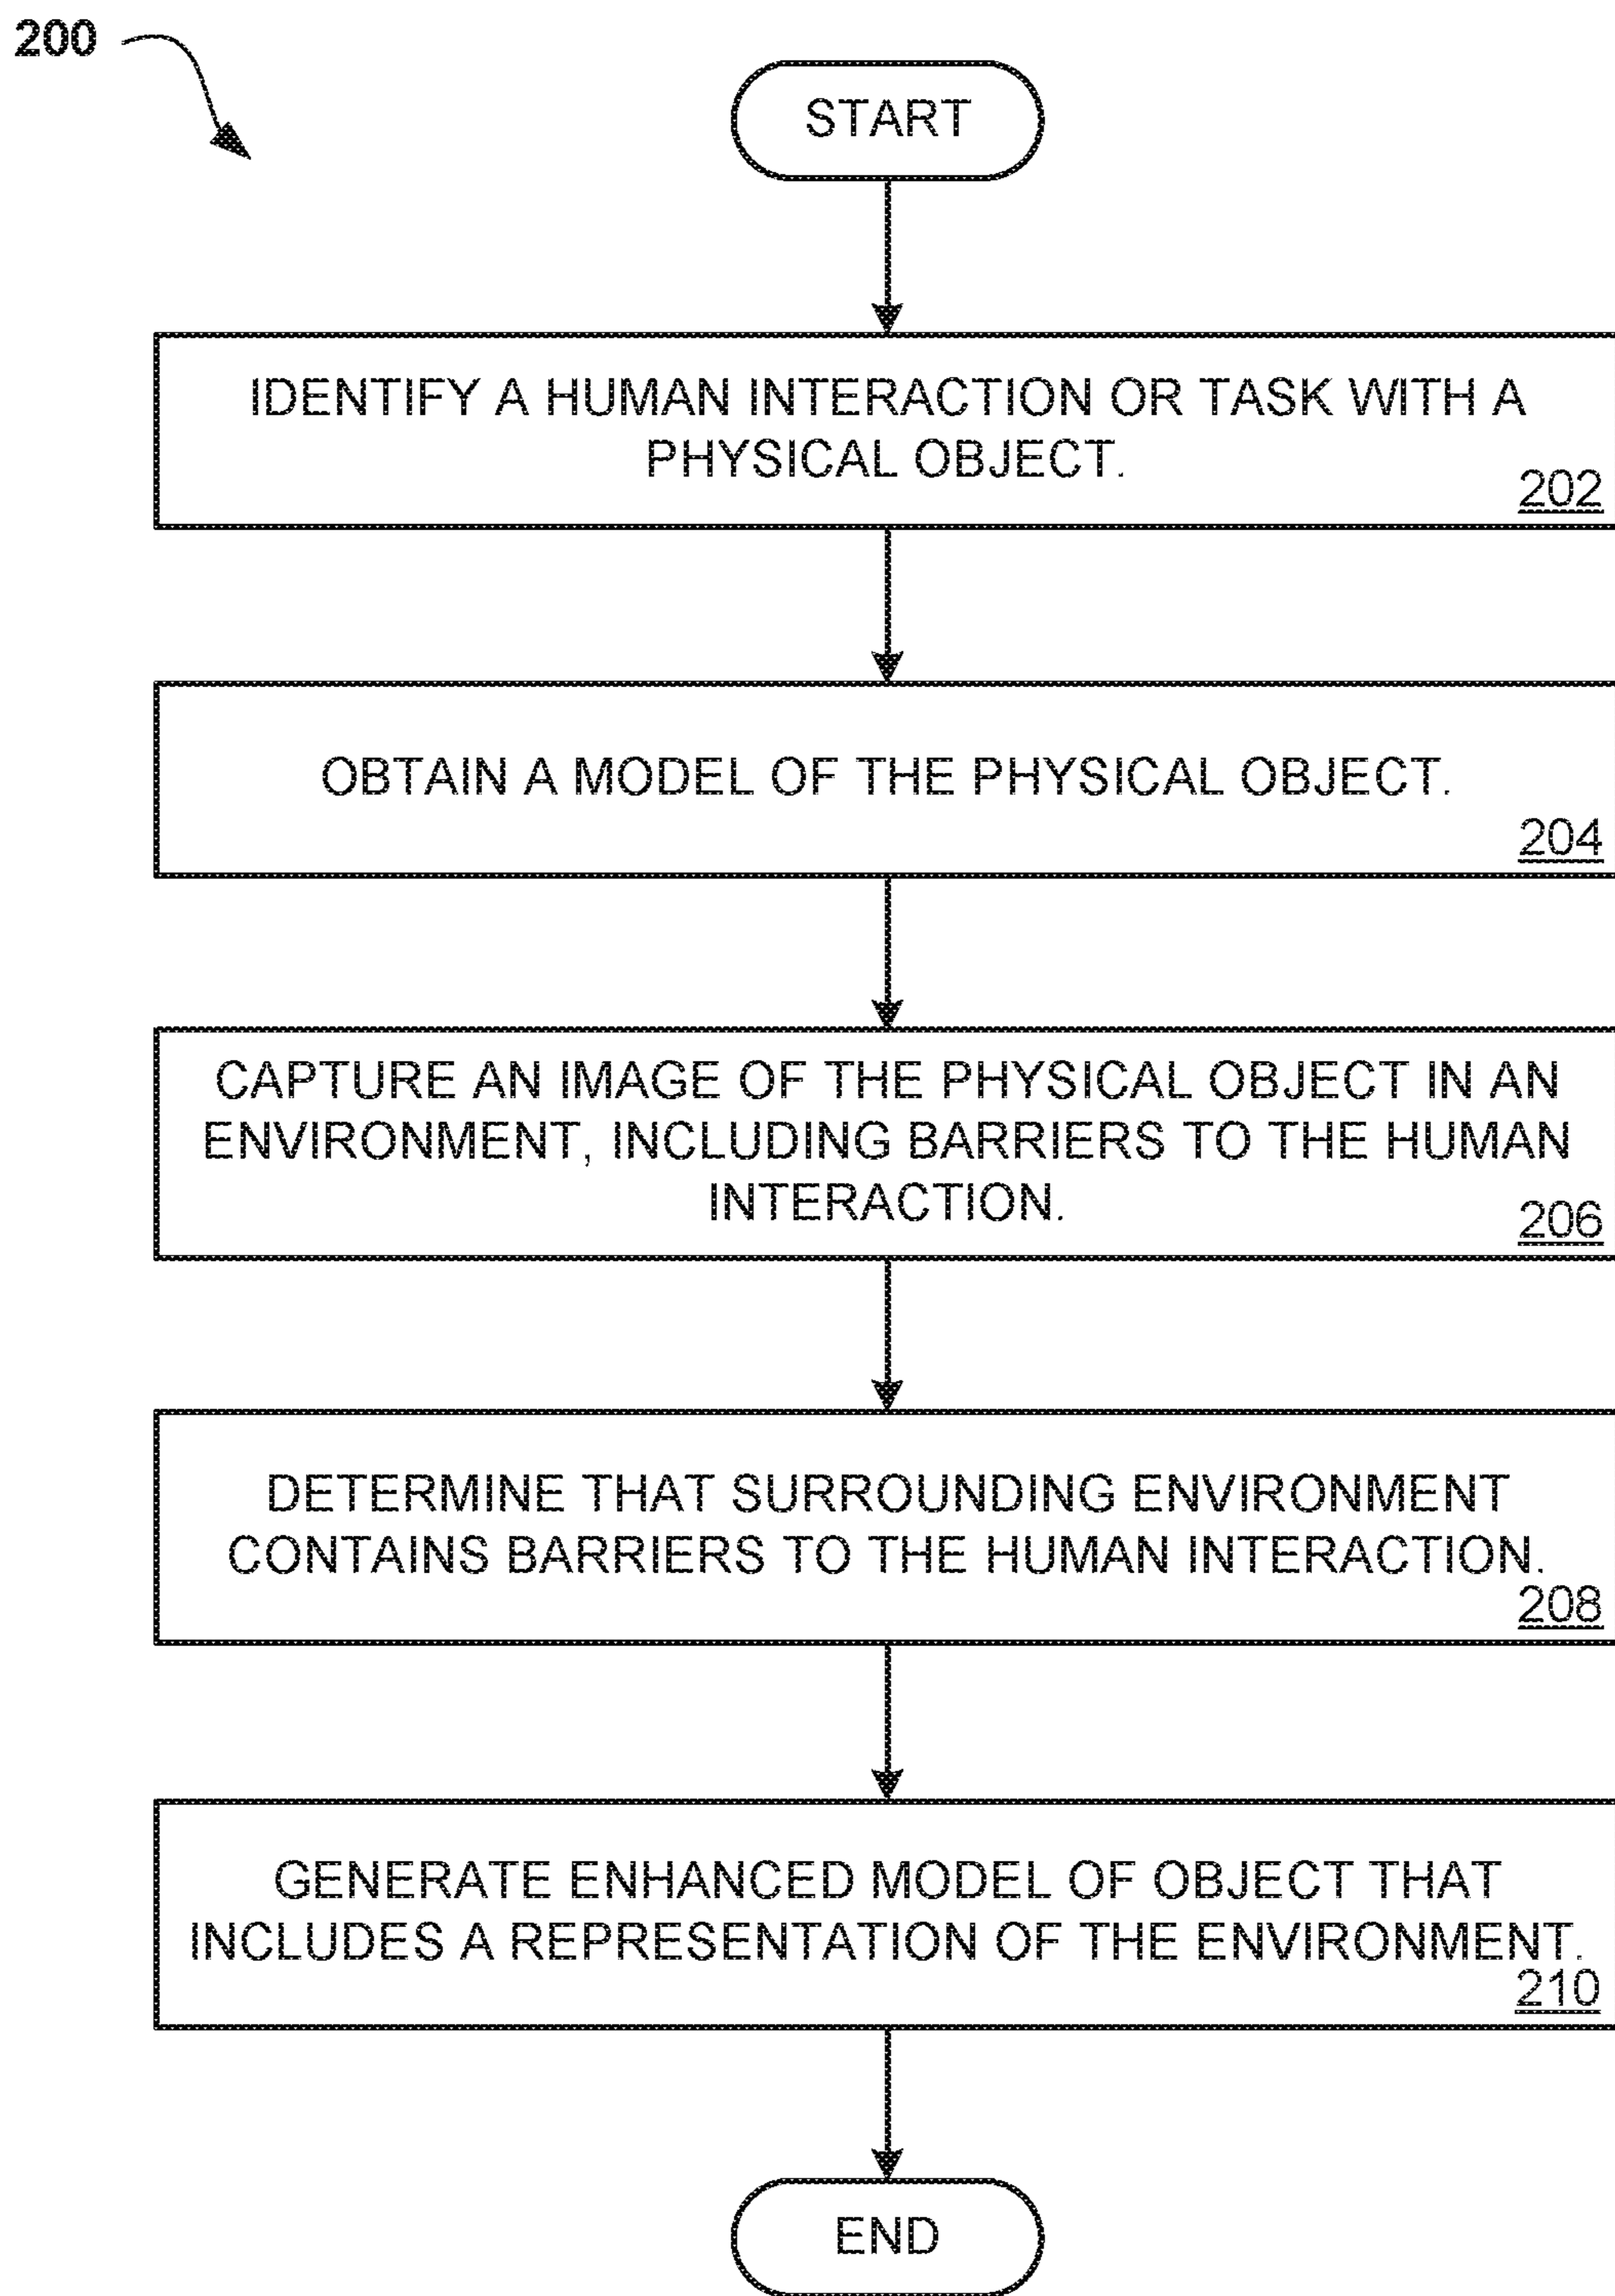 200
START
IDENTIFY A HUMAN INTERACTION OR TASK WITH A
PHYSICAL OBJECT.
202
OBTAIN A MODEL OF THE PHYSICAL OBJECT.
204
CAPTURE AN IMAGE OF THE PHYSICAL OBJECT IN AN
ENVIRONMENT, INCLUDING BARRIERS TO THE HUMAN
INTERACTION.
206
DETERMINE THAT SURROUNDING ENVIRONMENT
CONTAINS BARRIERS TO THE HUMAN INTERACTION.
208
GENERATE ENHANCED MODEL OF OBJECT THAT
INCLUDES A REPRESENTATION OF THE ENVIRONMENT.
210
END